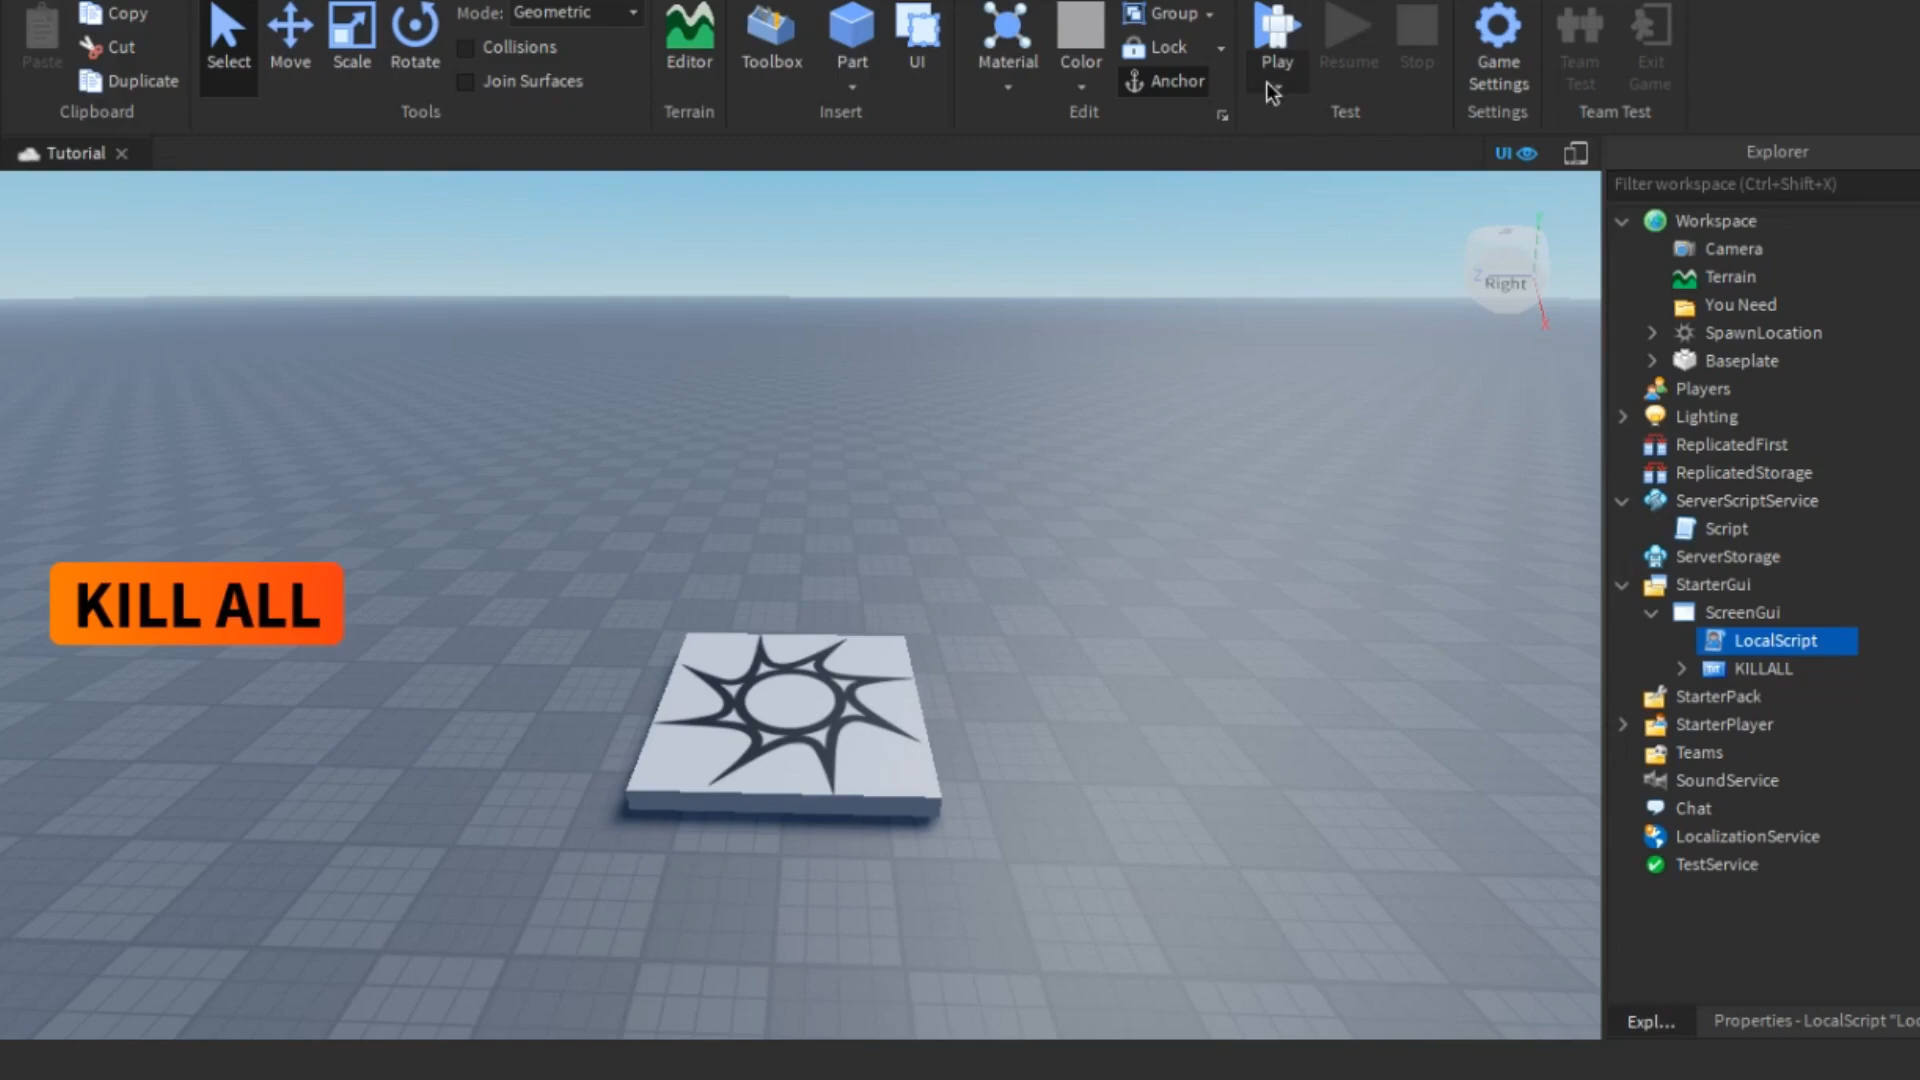 Paste
Copy
Cut
Duplicate
Clipboard
Select
Move
Scale
Rotate
Mode: Geometric
Collisions
Join Surfaces
Tools
Editor
Terrain
Toolbox
Part
UI
Insert
Material
Color
Group
Lock
Anchor
Edit
Play
Resume
Stop
Test
Game
Settings
Settings
Team
Test
Exit
Game
Team Test
Tutorial
UI
Explorer
Filter workspace (Ctrl+Shift+X)
Workspace
Camera
Terrain
You Need
SpawnLocation
Baseplate
Players
Lighting
ReplicatedFirst
ReplicatedStorage
ServerScriptService
Script
ServerStorage
StarterGui
ScreenGui
LocalScript
KILLALL
StarterPack
StarterPlayer
Teams
SoundService
Chat
LocalizationService
TestService
Y
Z
Right
X
KILL ALL
Expl...
Properties - LocalScript "Loc